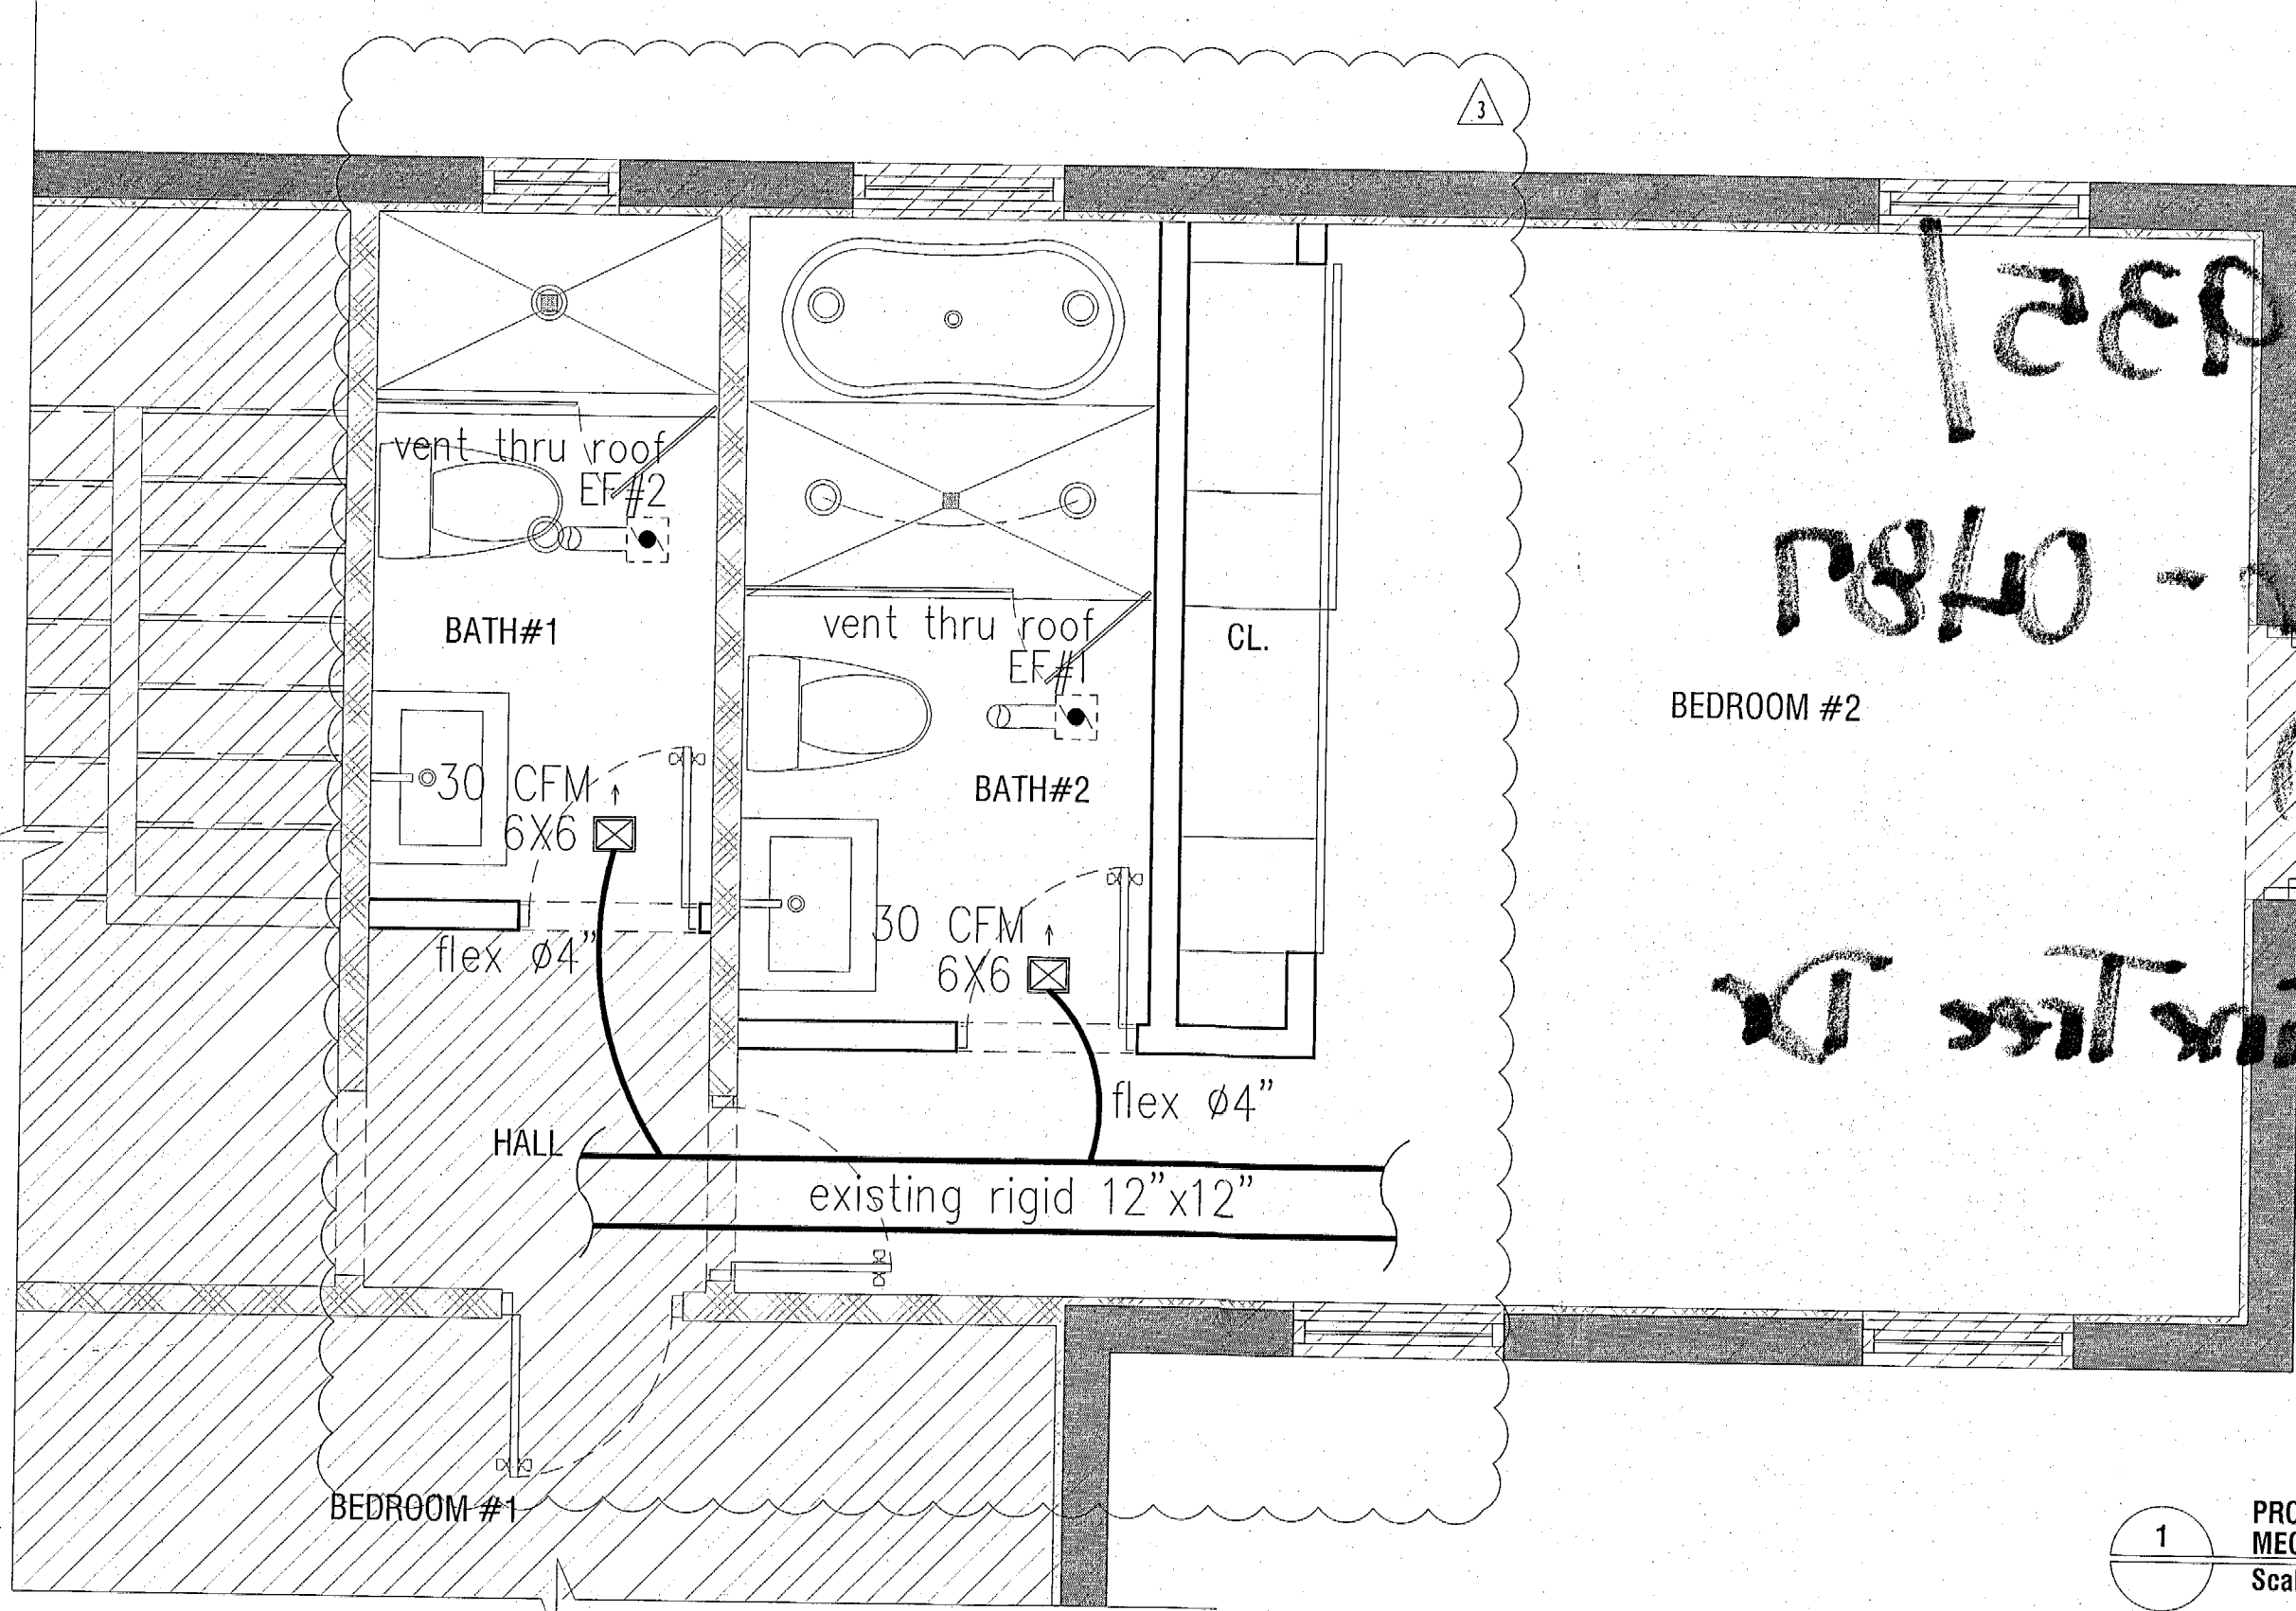 3
vent thru roof
EF#2
BATH#1
vent thru roof
EF#1
CL.
BEDROOM #2
30 CFM
6X6
BATH#2
30 CFM
6X6
flex ø4”
flex ø4”
HALL
existing rigid 12”x12”
BEDROOM #1
1